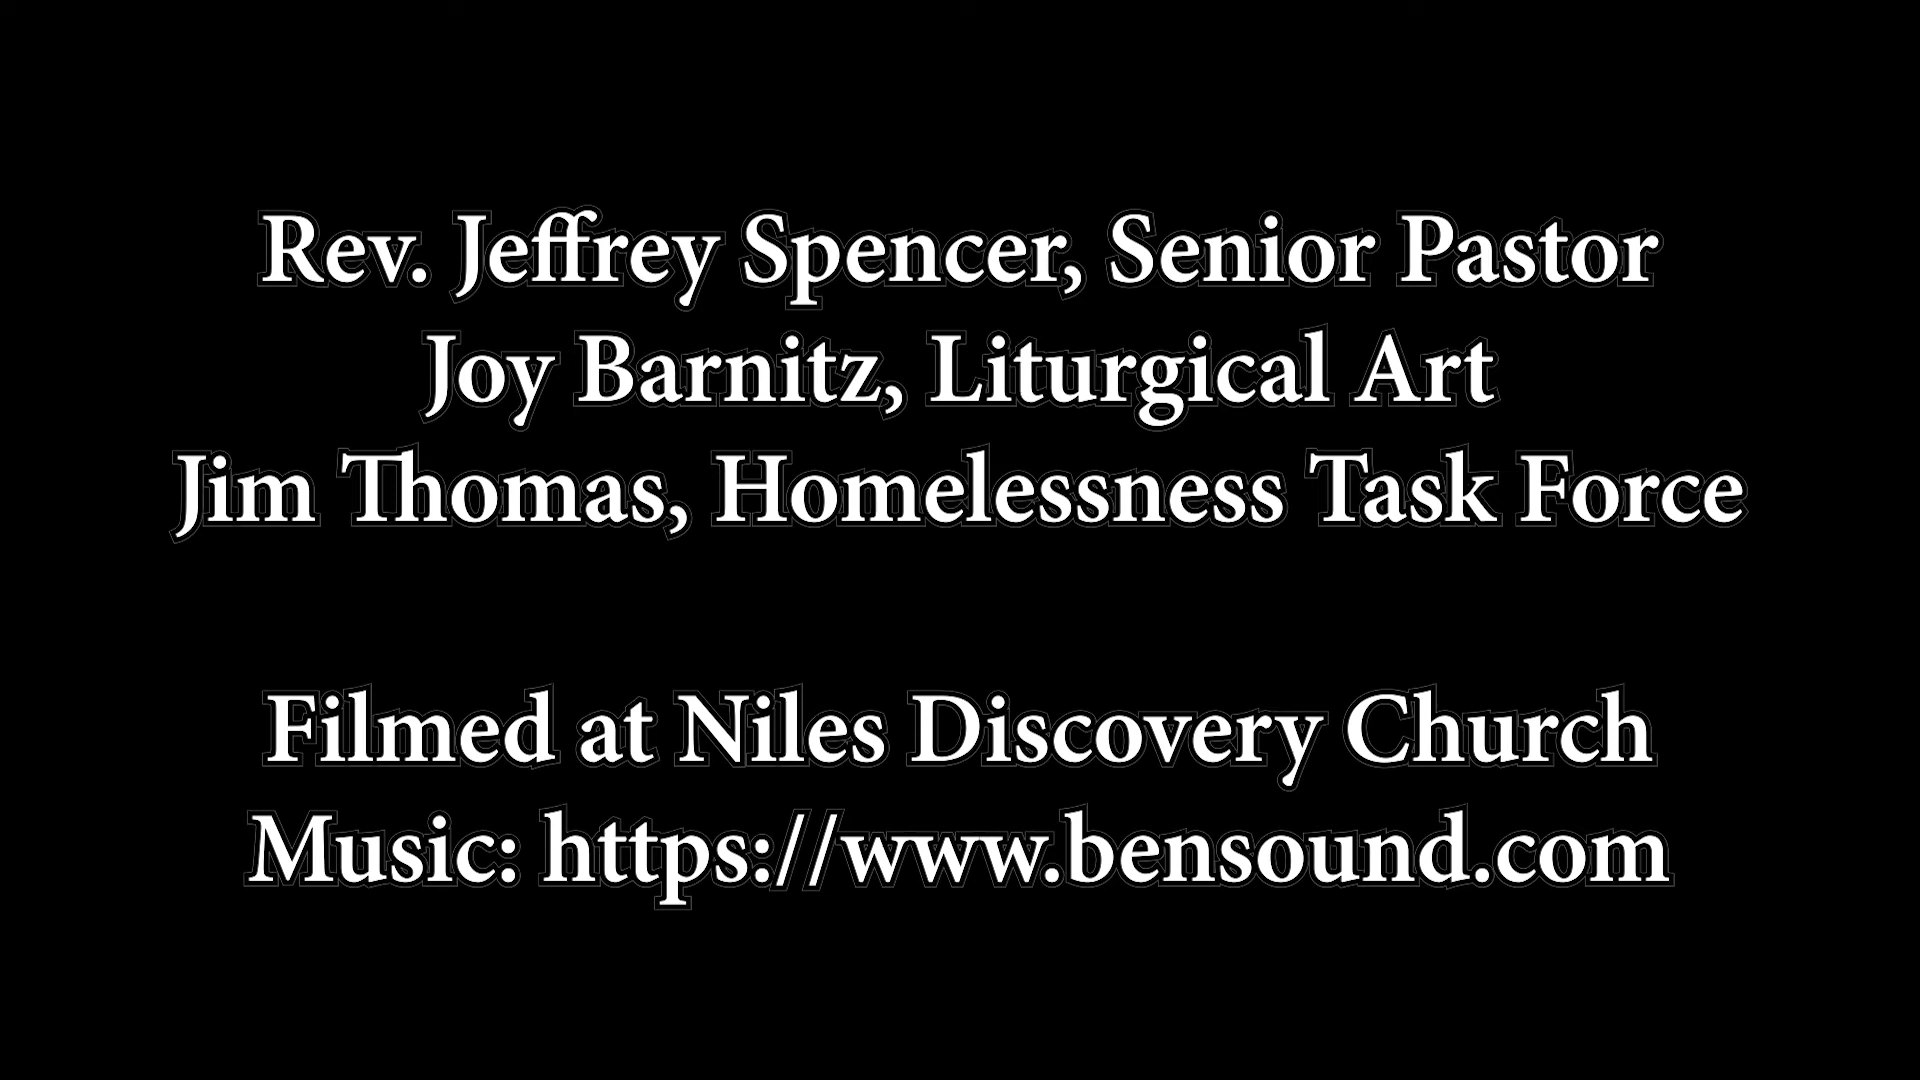 Rev. Jeffrey Spencer, Senior Pastor
Joy Barnitz, Liturgical Art
Jim Thomas, Homelessness Task Force
Filmed at Niles Discovery Church
Music: https://www.bensound.com